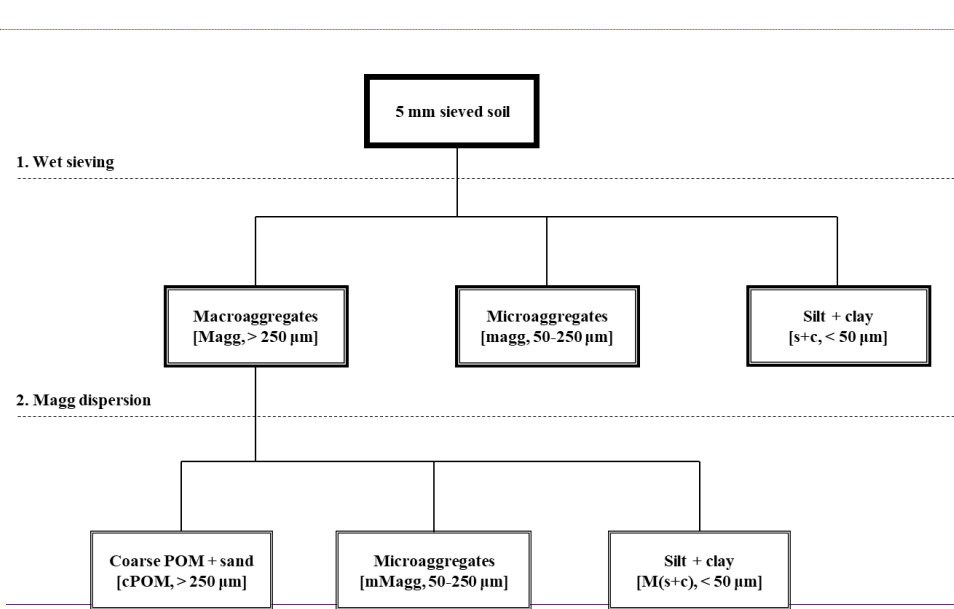 5 mm sieved soil
1. Wet sieving
Macroaggregates
[Magg, > 250 µm]
Microaggregates
[magg, 50-250 µm]
Silt + clay
[s+c, < 50 µm]
2. Magg dispersion
Coarse POM + sand
[cPOM, > 250 µm]
Microaggregates
[mMagg, 50-250 µm]
Silt + clay
[M(s+c), < 50 µm]